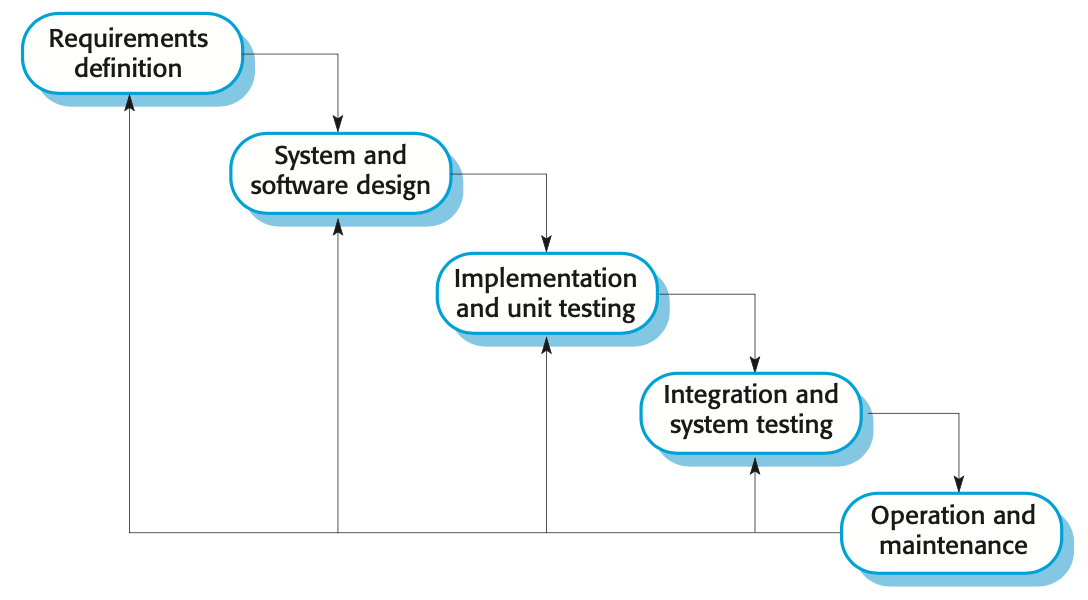 Requirements
definition
System and
software design
Implementation
and unit testing
Integration and
system testing
Operation and
maintenance